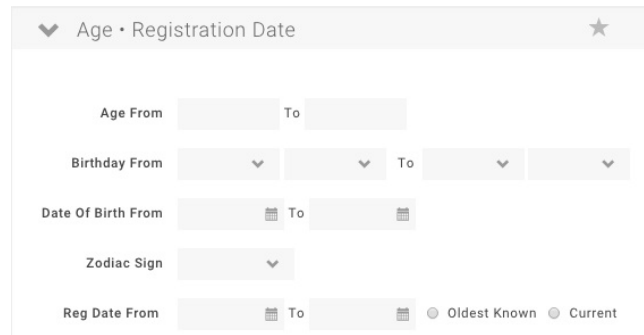 Age • Registration Date
Age From To
Birthday From To
Date Of Birth From To
Zodiac Sign
Reg Date From To Oldest Known Current